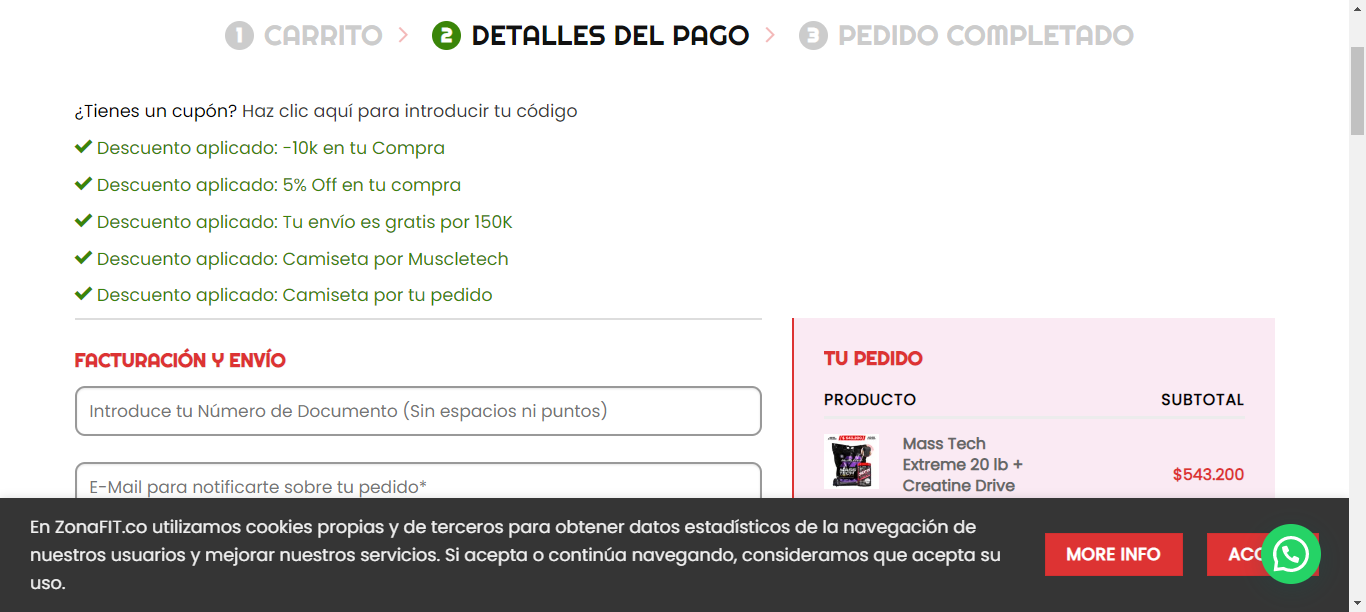 1 CARRITO > 2 DETALLES DEL PAGO > 3 PEDIDO COMPLETADO
¿Tienes un cupón? Haz clic aquí para introducir tu código
Descuento aplicado: -10k en tu Compra
Descuento aplicado: 5% Off en tu compra
Descuento aplicado: Tu envío es gratis por 150K
Descuento aplicado: Camiseta por Muscletech
Descuento aplicado: Camiseta por tu pedido
FACTURACIÓN Y ENVÍO
Introduce tu Número de Documento (Sin espacios ni puntos)
E-Mail para notificarte sobre tu pedido*
TU PEDIDO
PRODUCTO SUBTOTAL
Mass Tech
Extreme 20 lb +
Creatine Drive
$543.200
En ZonaFIT.co utilizamos cookies propias y de terceros para obtener datos estadísticos de la navegación de
nuestros usuarios y mejorar nuestros servicios. Si acepta o continúa navegando, consideramos que acepta su
uso.
MORE INFO